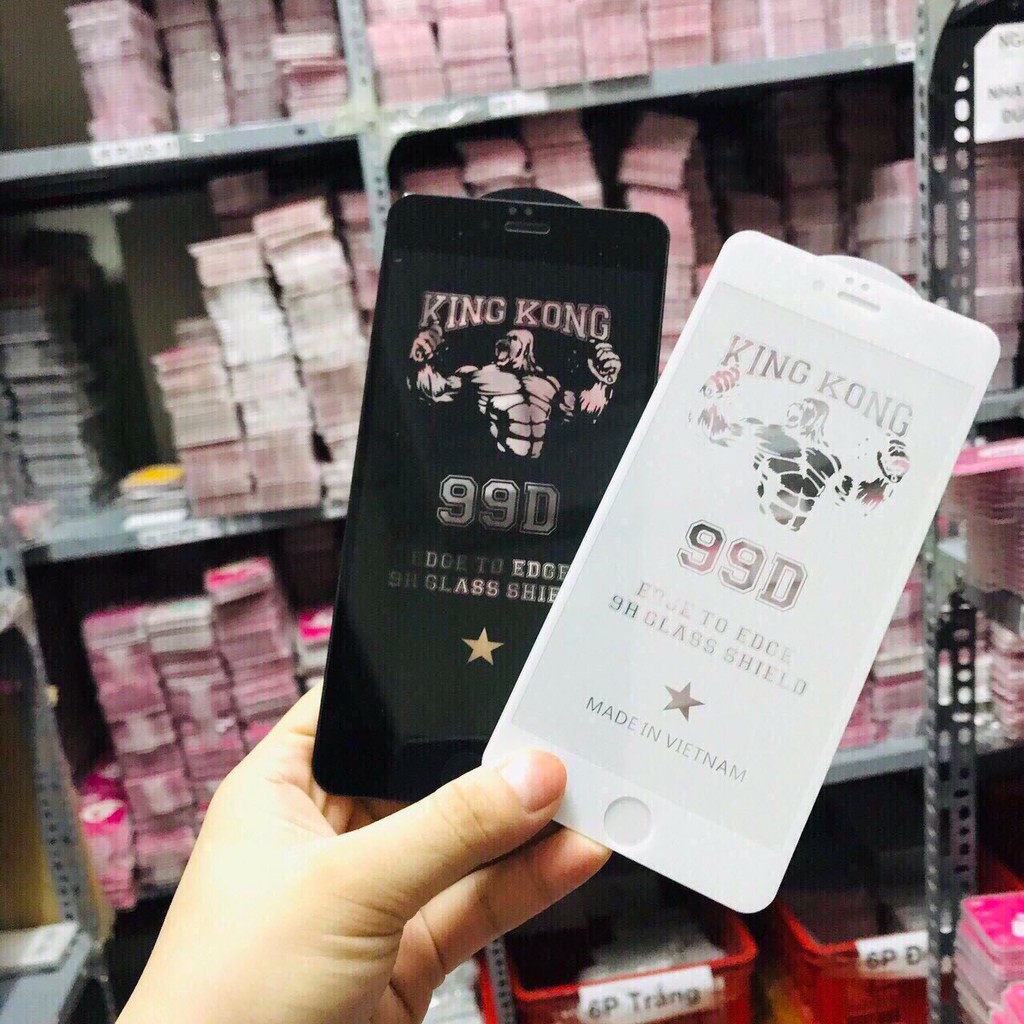 KING KONG
99D
EDGE TO EDGE
9H GLASS
KING KONG
99D
EDGE TO EDGE
9H GLASS SHIELD
MADE IN VIETNAM
6P Trắng
6P